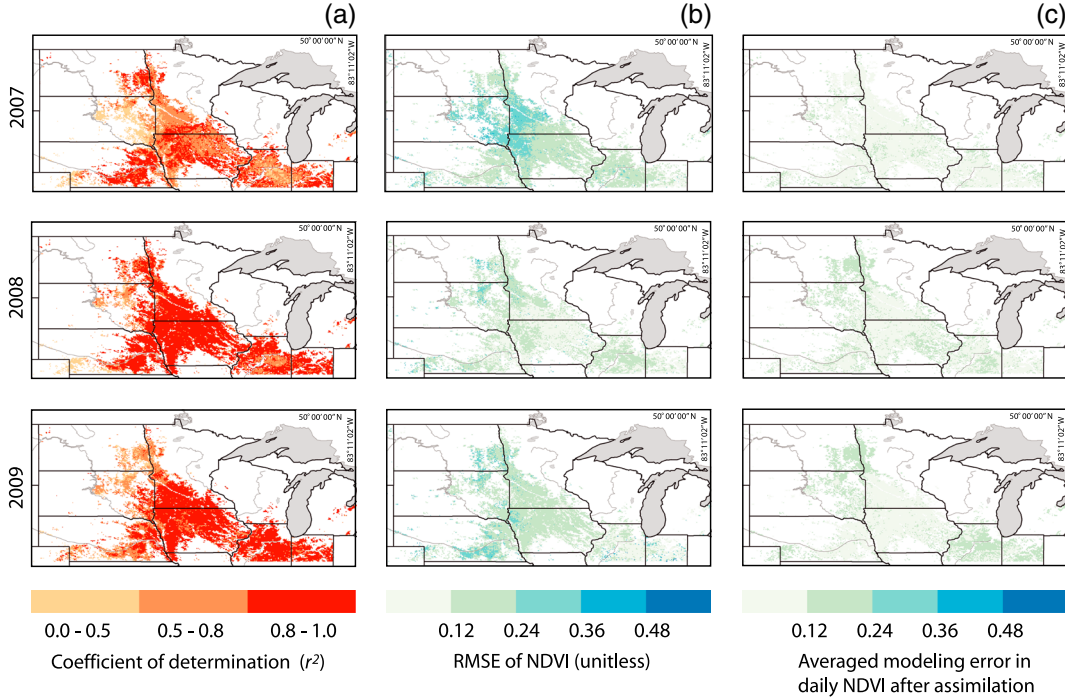 (a)
(b)
(c)
2007
50°00'00"N
83°11'02"W
50°00'00"N
83°11'02"W
50°00'00"N
83°11'02"W
2008
50°00'00"N
83°11'02"W
50°00'00"N
83°11'02"W
50°00'00"N
83°11'02"W
2009
50°00'00"N
83°11'02"W
50°00'00"N
83°11'02"W
50°00'00"N
83°11'02"W
0.0 - 0.5 0.5 - 0.8 0.8 - 1.0
Coefficient of determination (r²)
0.12 0.24 0.36 0.48
RMSE of NDVI (unitless)
0.12 0.24 0.36 0.48
Averaged modeling error in
daily NDVI after assimilation